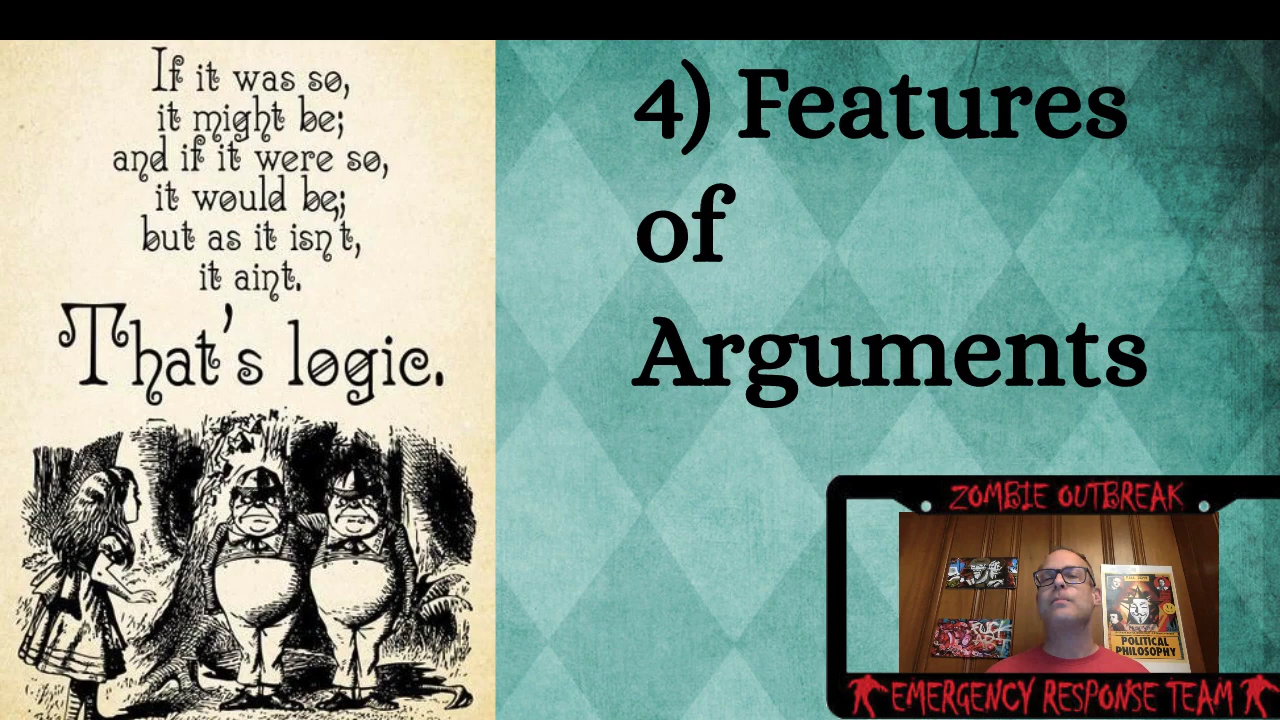 If it was so,
it might be;
and if it were so,
it would be;
but as it isn't,
it aint.
That's logic.
4) Features
of
Arguments
ZOMBIE OUTBREAK
POLITICAL
PHILOSOPHY
EMERGENCY RESPONSE TEAM